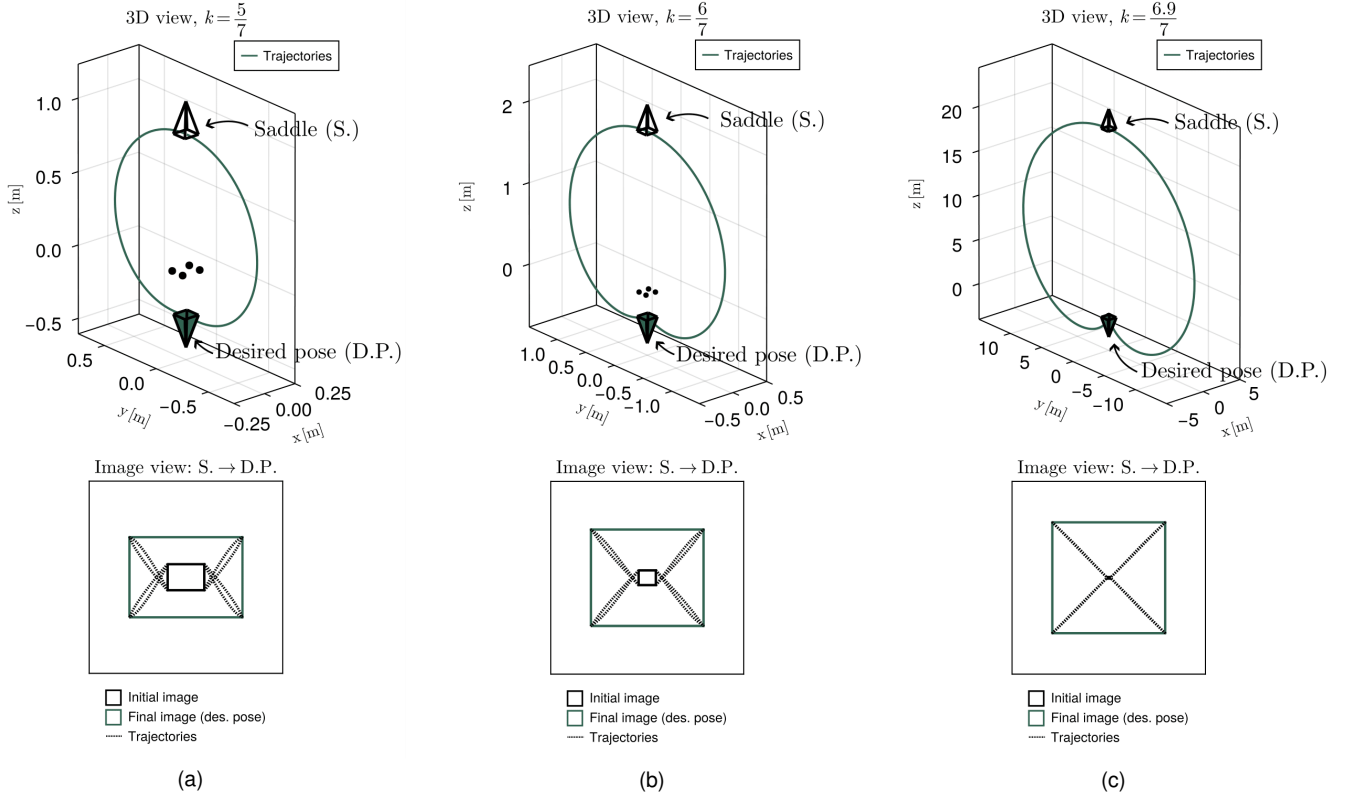 3D view, k = 5/7
Trajectories
Saddle (S.)
Desired pose (D.P.)
z [m]
1.0
0.5
0.0
−0.5
0.5
0.0
−0.5
y [m]
−0.25
0.00
0.25
x [m]
Image view: S. → D.P.
Initial image
Final image (des. pose)
Trajectories
(a)
3D view, k = 6/7
Trajectories
Saddle (S.)
Desired pose (D.P.)
z [m]
2
1
0
1.0
0.5
0.0
−0.5
−1.0
y [m]
−0.5
0.0
0.5
x [m]
Image view: S. → D.P.
Initial image
Final image (des. pose)
Trajectories
(b)
3D view, k = 6.9/7
Trajectories
Saddle (S.)
Desired pose (D.P.)
z [m]
20
15
10
5
0
10
5
0
−5
−10
y [m]
−5
0
5
x [m]
Image view: S. → D.P.
Initial image
Final image (des. pose)
Trajectories
(c)